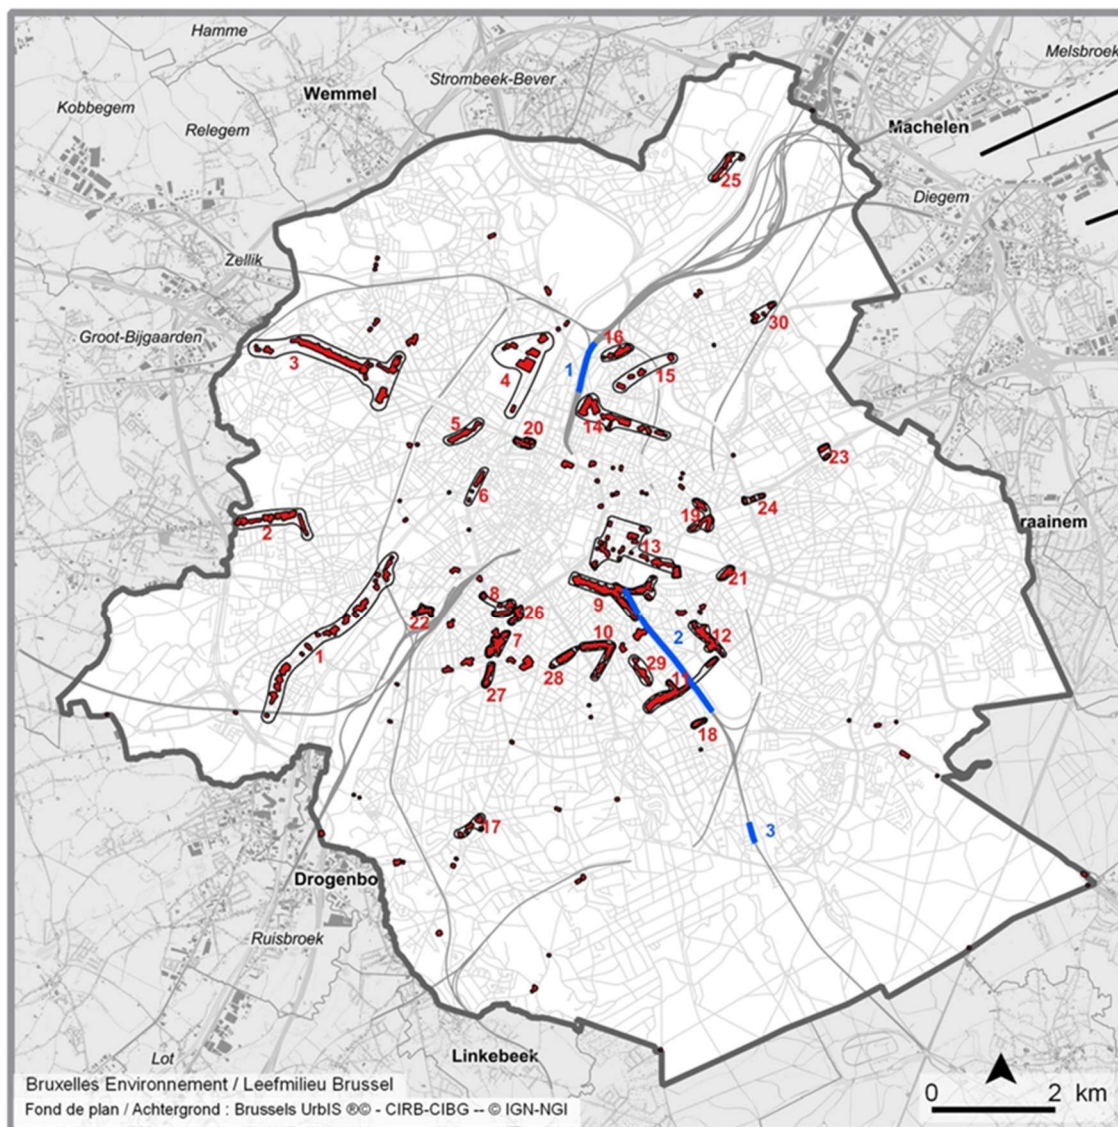 Hamme
Melsbroek
Strombeek-Bever
Wemmel
Kobbegem
Relegem
Machelen
25
Diegem
Zellik
30
Groot-Bijgaarden
16
3
1
15
4
14
5
20
23
6
24
19
2
raainem
13
21
8
9
26
22
2
12
7
10
1
28
29
27
11
18
3
17
Drogenbo
Ruisbroek
Lot
Linkebeek
Bruxelles Environnement / Leefmilieu Brussel
Fond de plan / Achtergrond : Brussels UrbIS ®© - CIRB-CIBG -- © IGN-NGI
0 2 km